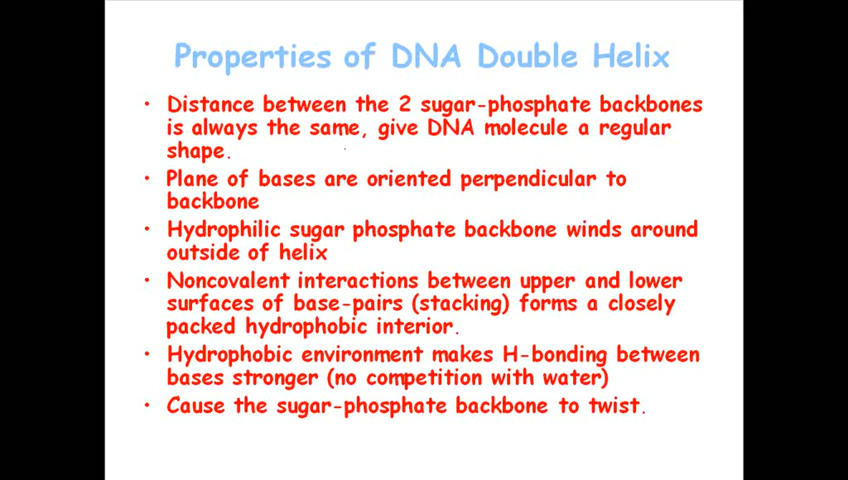 Properties of DNA Double Helix
• Distance between the 2 sugar-phosphate backbones
is always the same, give DNA molecule a regular
shape.
• Plane of bases are oriented perpendicular to
backbone
• Hydrophilic sugar phosphate backbone winds around
outside of helix
• Noncovalent interactions between upper and lower
surfaces of base-pairs (stacking) forms a closely
packed hydrophobic interior.
• Hydrophobic environment makes H-bonding between
bases stronger (no competition with water)
• Cause the sugar-phosphate backbone to twist.